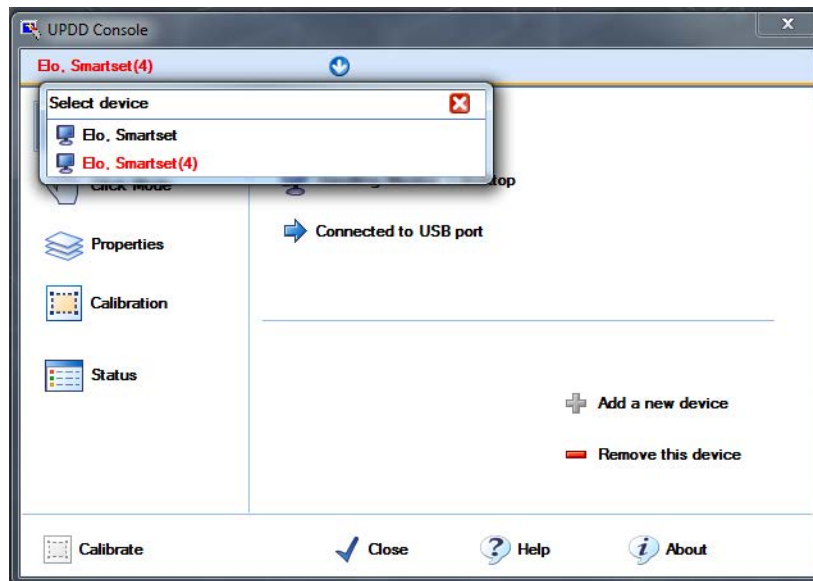 UPDD Console
X
Elo, Smartset(4)
Select device
Elo, Smartset
Elo, Smartset(4)
Click Mode
Connected to USB port
Properties
Calibration
Status
Add a new device
Remove this device
Calibrate
Close
Help
About